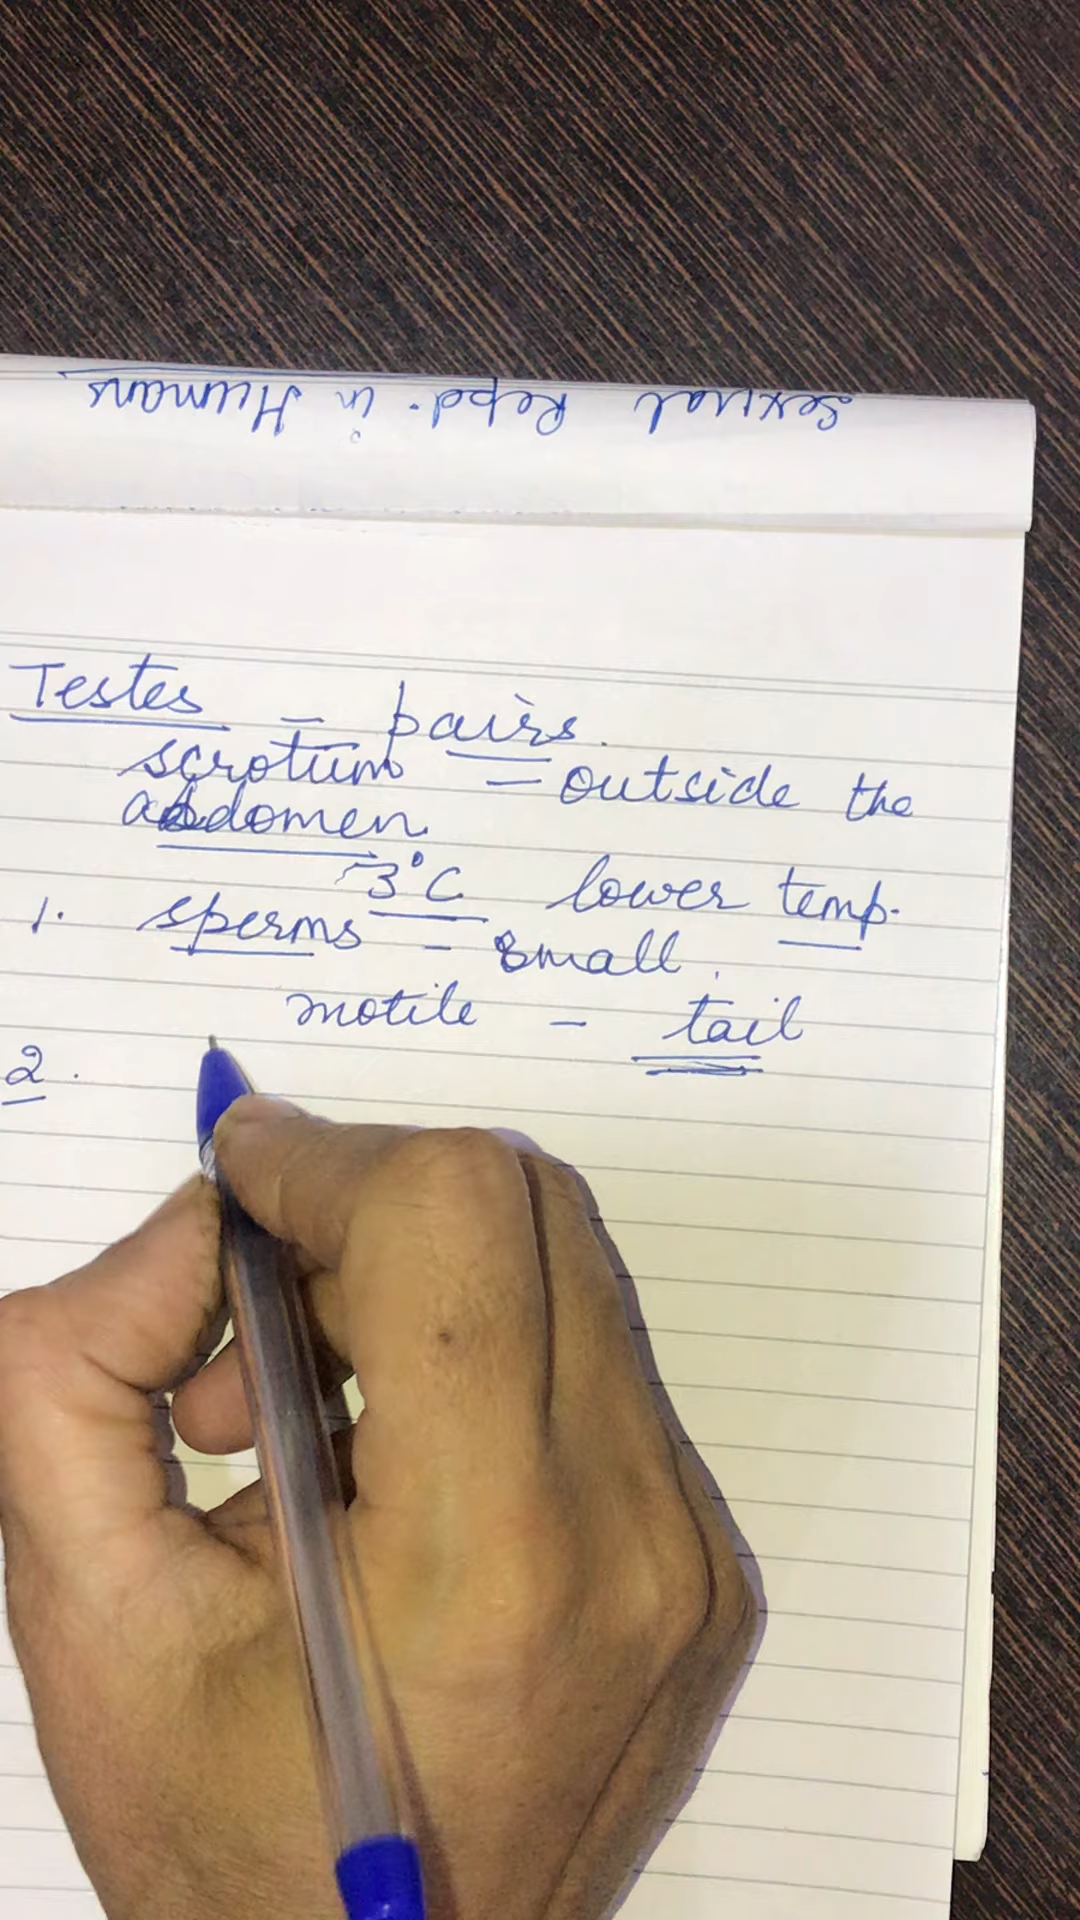 Sexual Repd. in Humans
Testes - pairs.
scrotum - outside the
abdomen
3°C lower temp.
1. sperms - small.
motile - tail
2.